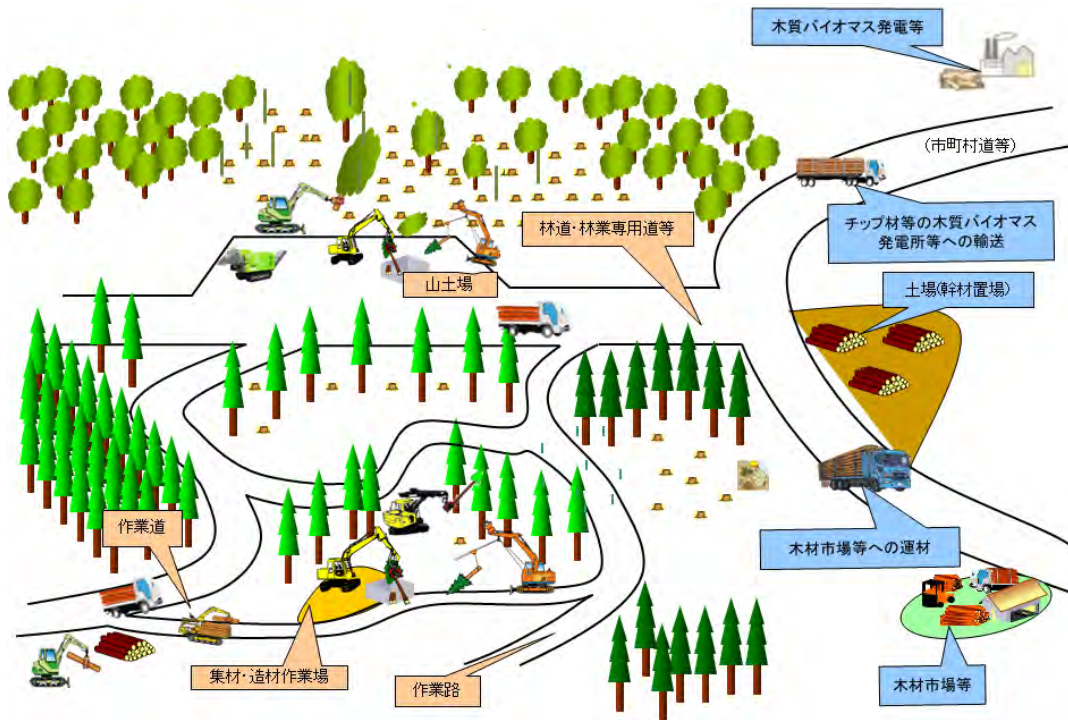 木質バイオマス発電等
(市町村道等)
チップ材等の木質バイオマス
発電所等への輸送
林道・林業専用道等
山土場
土場(幹材置場)
作業道
木材市場等への運材
集材・造材作業場
作業路
木材市場等